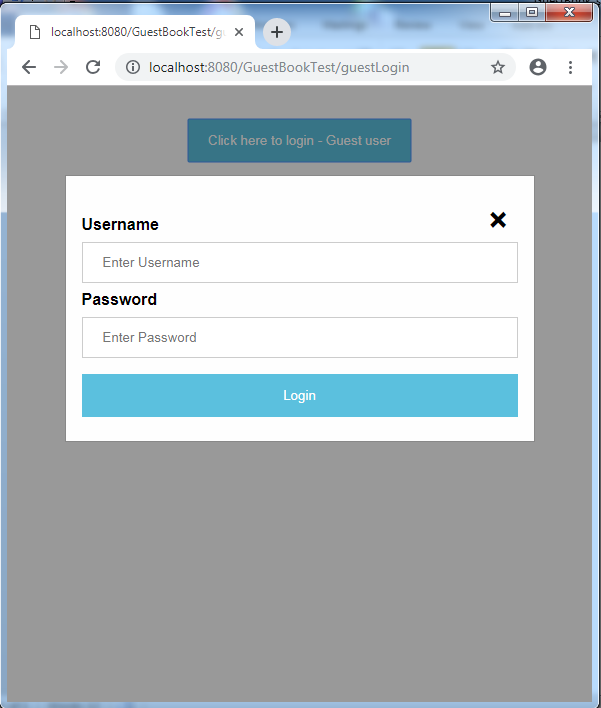 localhost:8080/GuestBookTest/g
localhost:8080/GuestBookTest/guestLogin
Click here to login - Guest user
Username
Enter Username
Password
Enter Password
Login